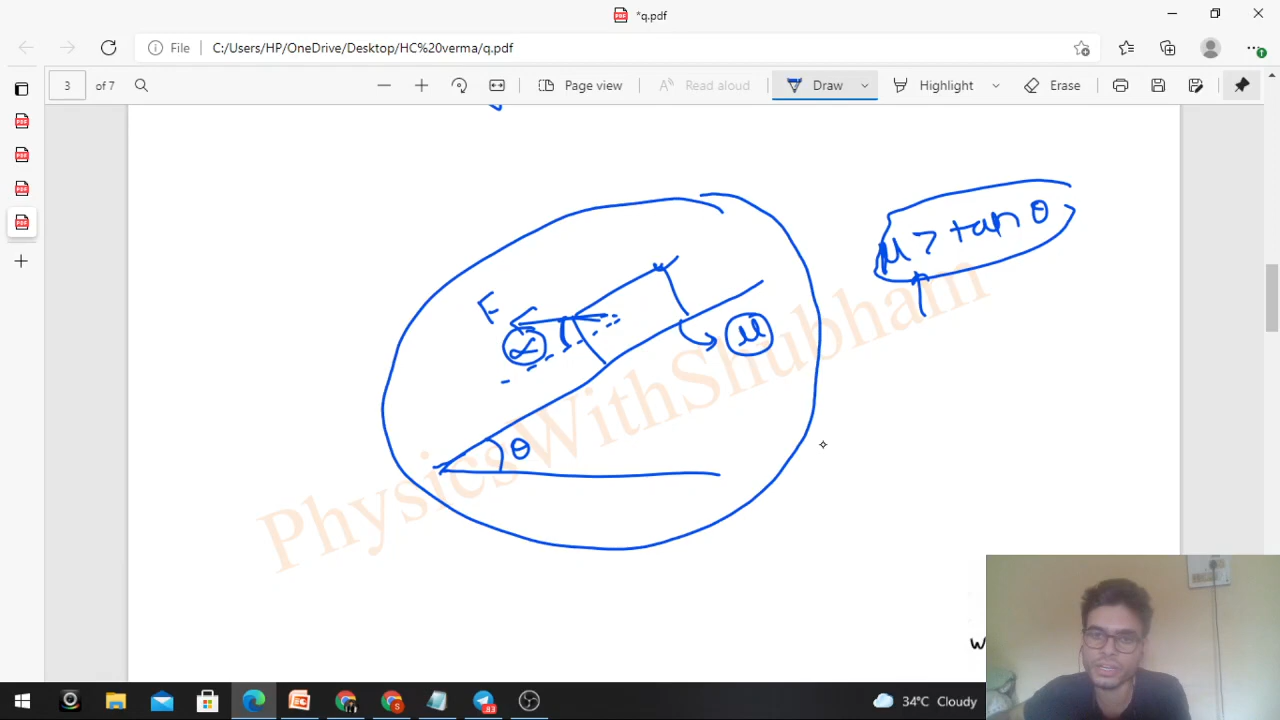 *q.pdf
File C:/Users/HP/OneDrive/Desktop/HC%20verma/q.pdf
3 of 7 Page view Read aloud Draw Highlight Erase
μ > tan θ
F
α
μ
θ
PhysicsWithShubham
W
83
34°C Cloudy